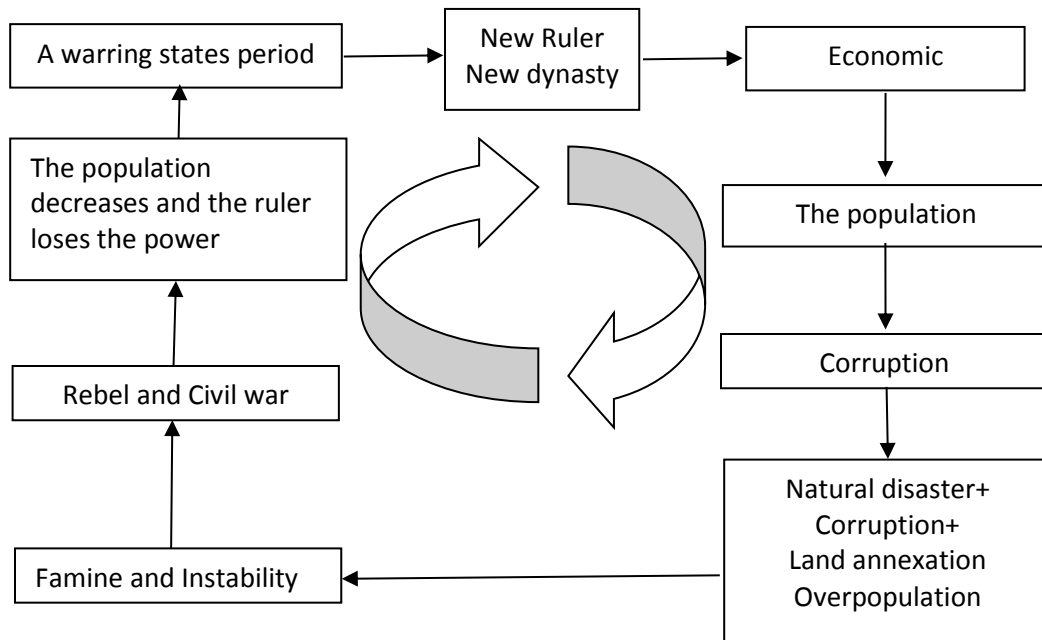 A warring states period
New Ruler
New dynasty
Economic
The population
Corruption
Natural disaster+
Corruption+
Land annexation
Overpopulation
Famine and Instability
Rebel and Civil war
The population
decreases and the ruler
loses the power